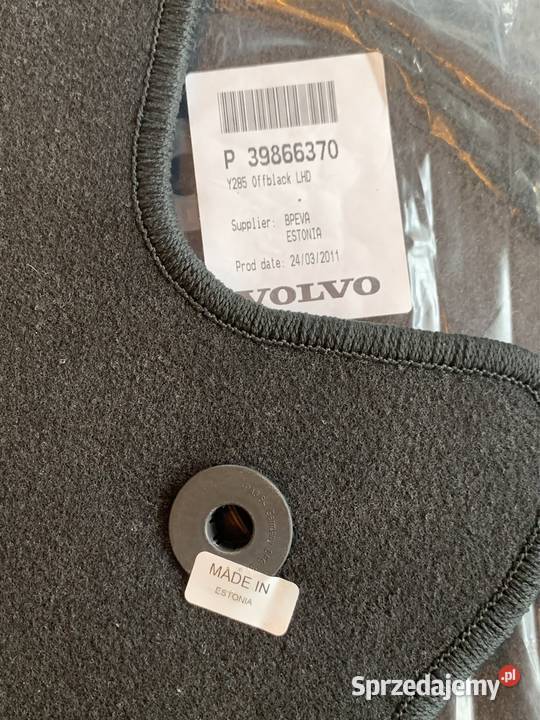 P 39866370
Y285 Offblack LHD
Supplier: BPEVA
ESTONIA
Prod date: 24/03/2011
VOLVO
MADE IN
ESTONIA
Sprzedajemy.pl